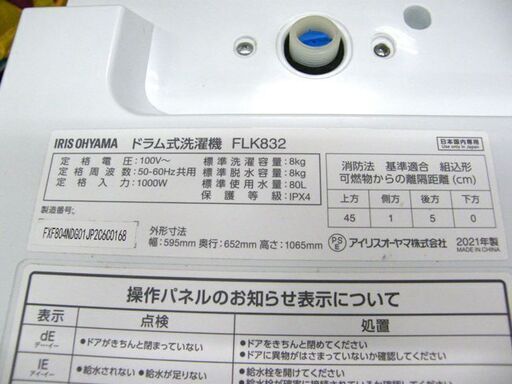 IRIS OHYAMA ドラム式洗濯機 FLK832
日本国内専用
Use only in Japan
定格電圧:100V～ 標準洗濯容量:8kg
定格周波数:50-60Hz共用 標準脱水容量:8kg
定格入力:1000W 標準使用水量:80L
保護等級:IPX4
消防法 基準適合 組込形
可燃物からの離隔距離(cm)
上方 側方 前方 下方
45 1 5 0
製造番号:
FXF804NDG01JP2C6C0168
外形寸法
幅:595mm 奥行:652mm 高さ:1065mm
PSE アイリスオーヤマ株式会社 2021年製
MADE IN CHINA
操作パネルのお知らせ表示について
表示 点検 処置
dE
ディーイー
●ドアがきちんと閉まっていない ●ドアをきちんと閉めてください
●ドアに異物がはさまっていないか確認してください
IE
アイ・イー
●給水されない ●給水が足りない ●給水栓を開けてください